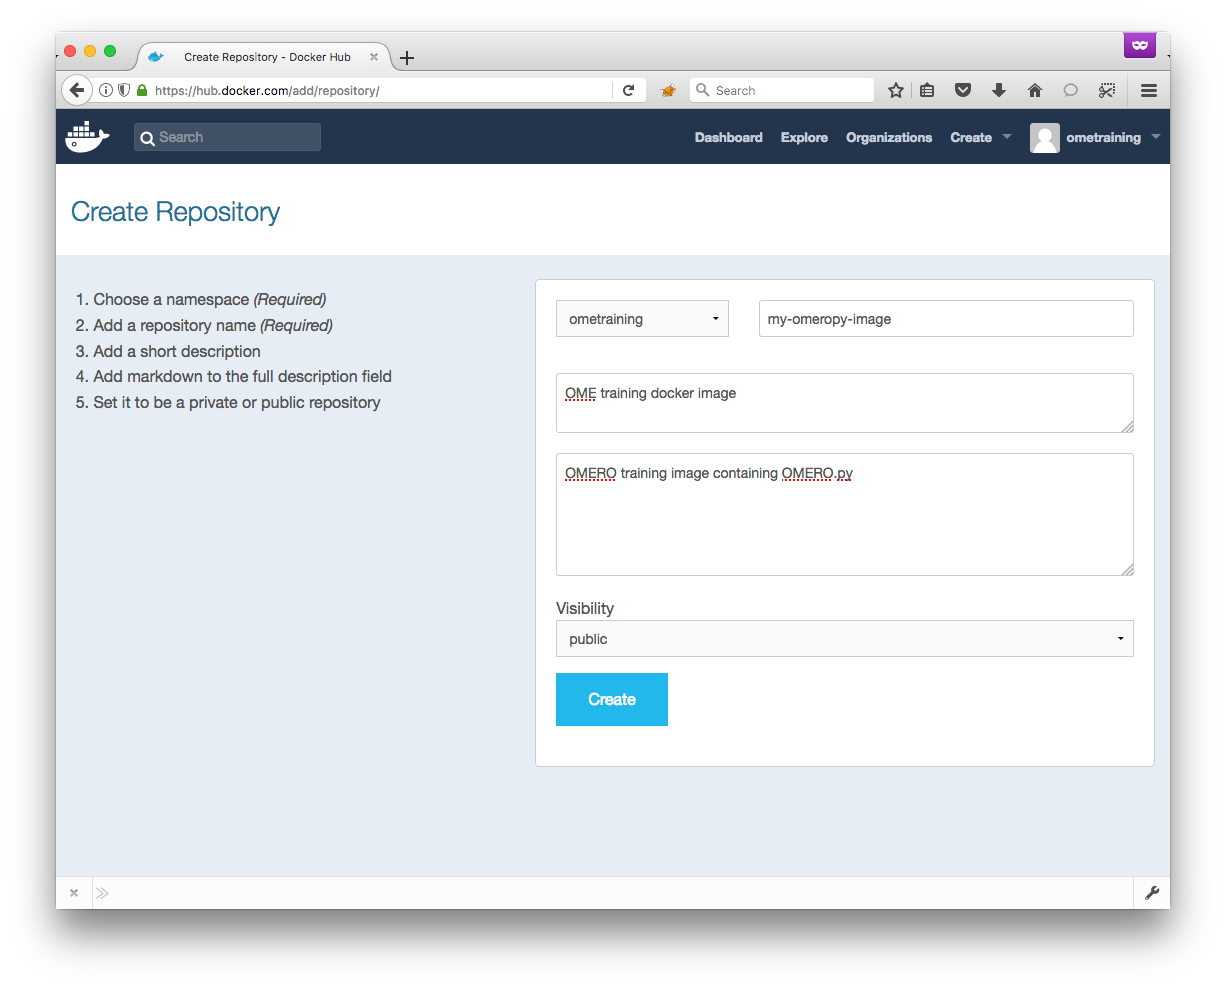 Create Repository - Docker Hub
https://hub.docker.com/add/repository/
Search
Search
Dashboard
Explore
Organizations
Create
ometraining
Create Repository
1. Choose a namespace (Required)
2. Add a repository name (Required)
3. Add a short description
4. Add markdown to the full description field
5. Set it to be a private or public repository
ometraining
my-omeropy-image
OME training docker image
OMERO training image containing OMERO.py
Visibility
public
Create